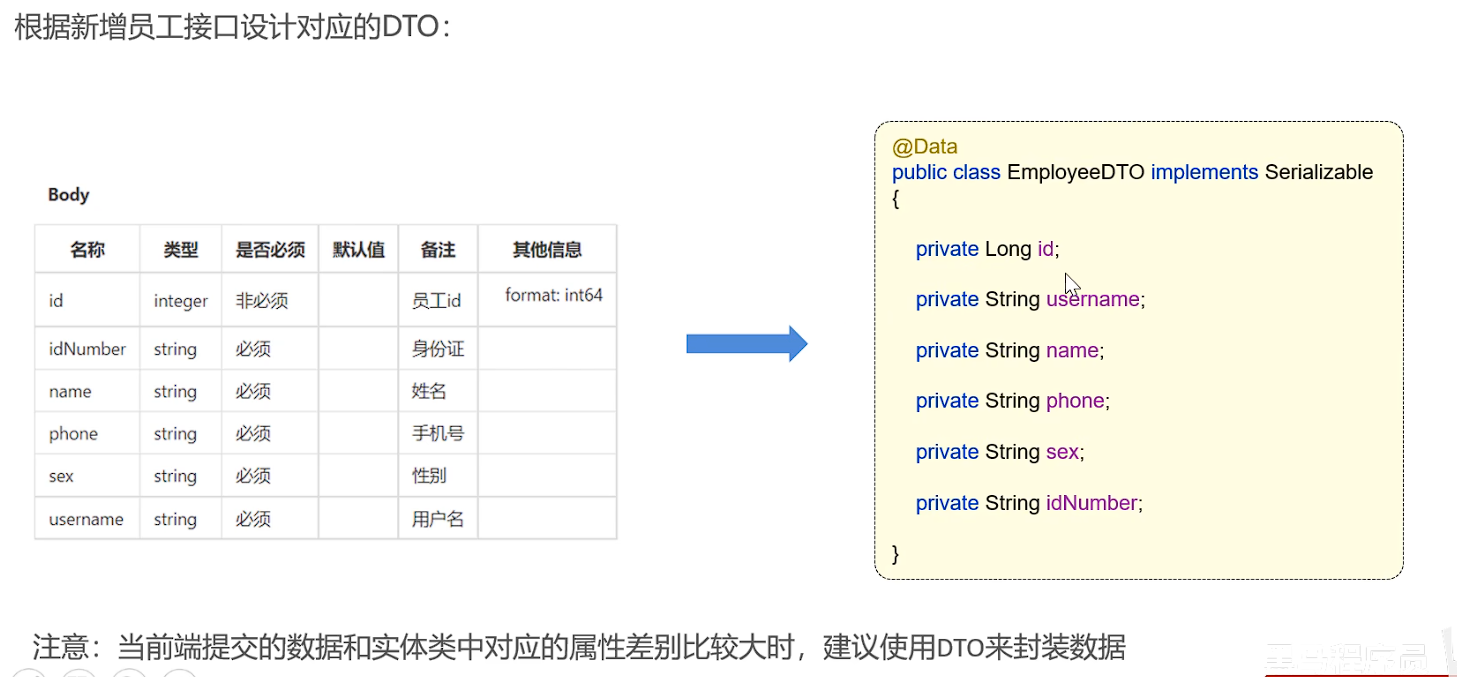 根据新增员工接口设计对应的DTO：
Body
名称 类型 是否必须 默认值 备注 其他信息
id integer 非必须 员工id format: int64
idNumber string 必须 身份证
name string 必须 姓名
phone string 必须 手机号
sex string 必须 性别
username string 必须 用户名
@Data
public class EmployeeDTO implements Serializable
{
private Long id;
private String username;
private String name;
private String phone;
private String sex;
private String idNumber;
}
注意：当前端提交的数据和实体类中对应的属性差别比较大时，建议使用DTO来封装数据